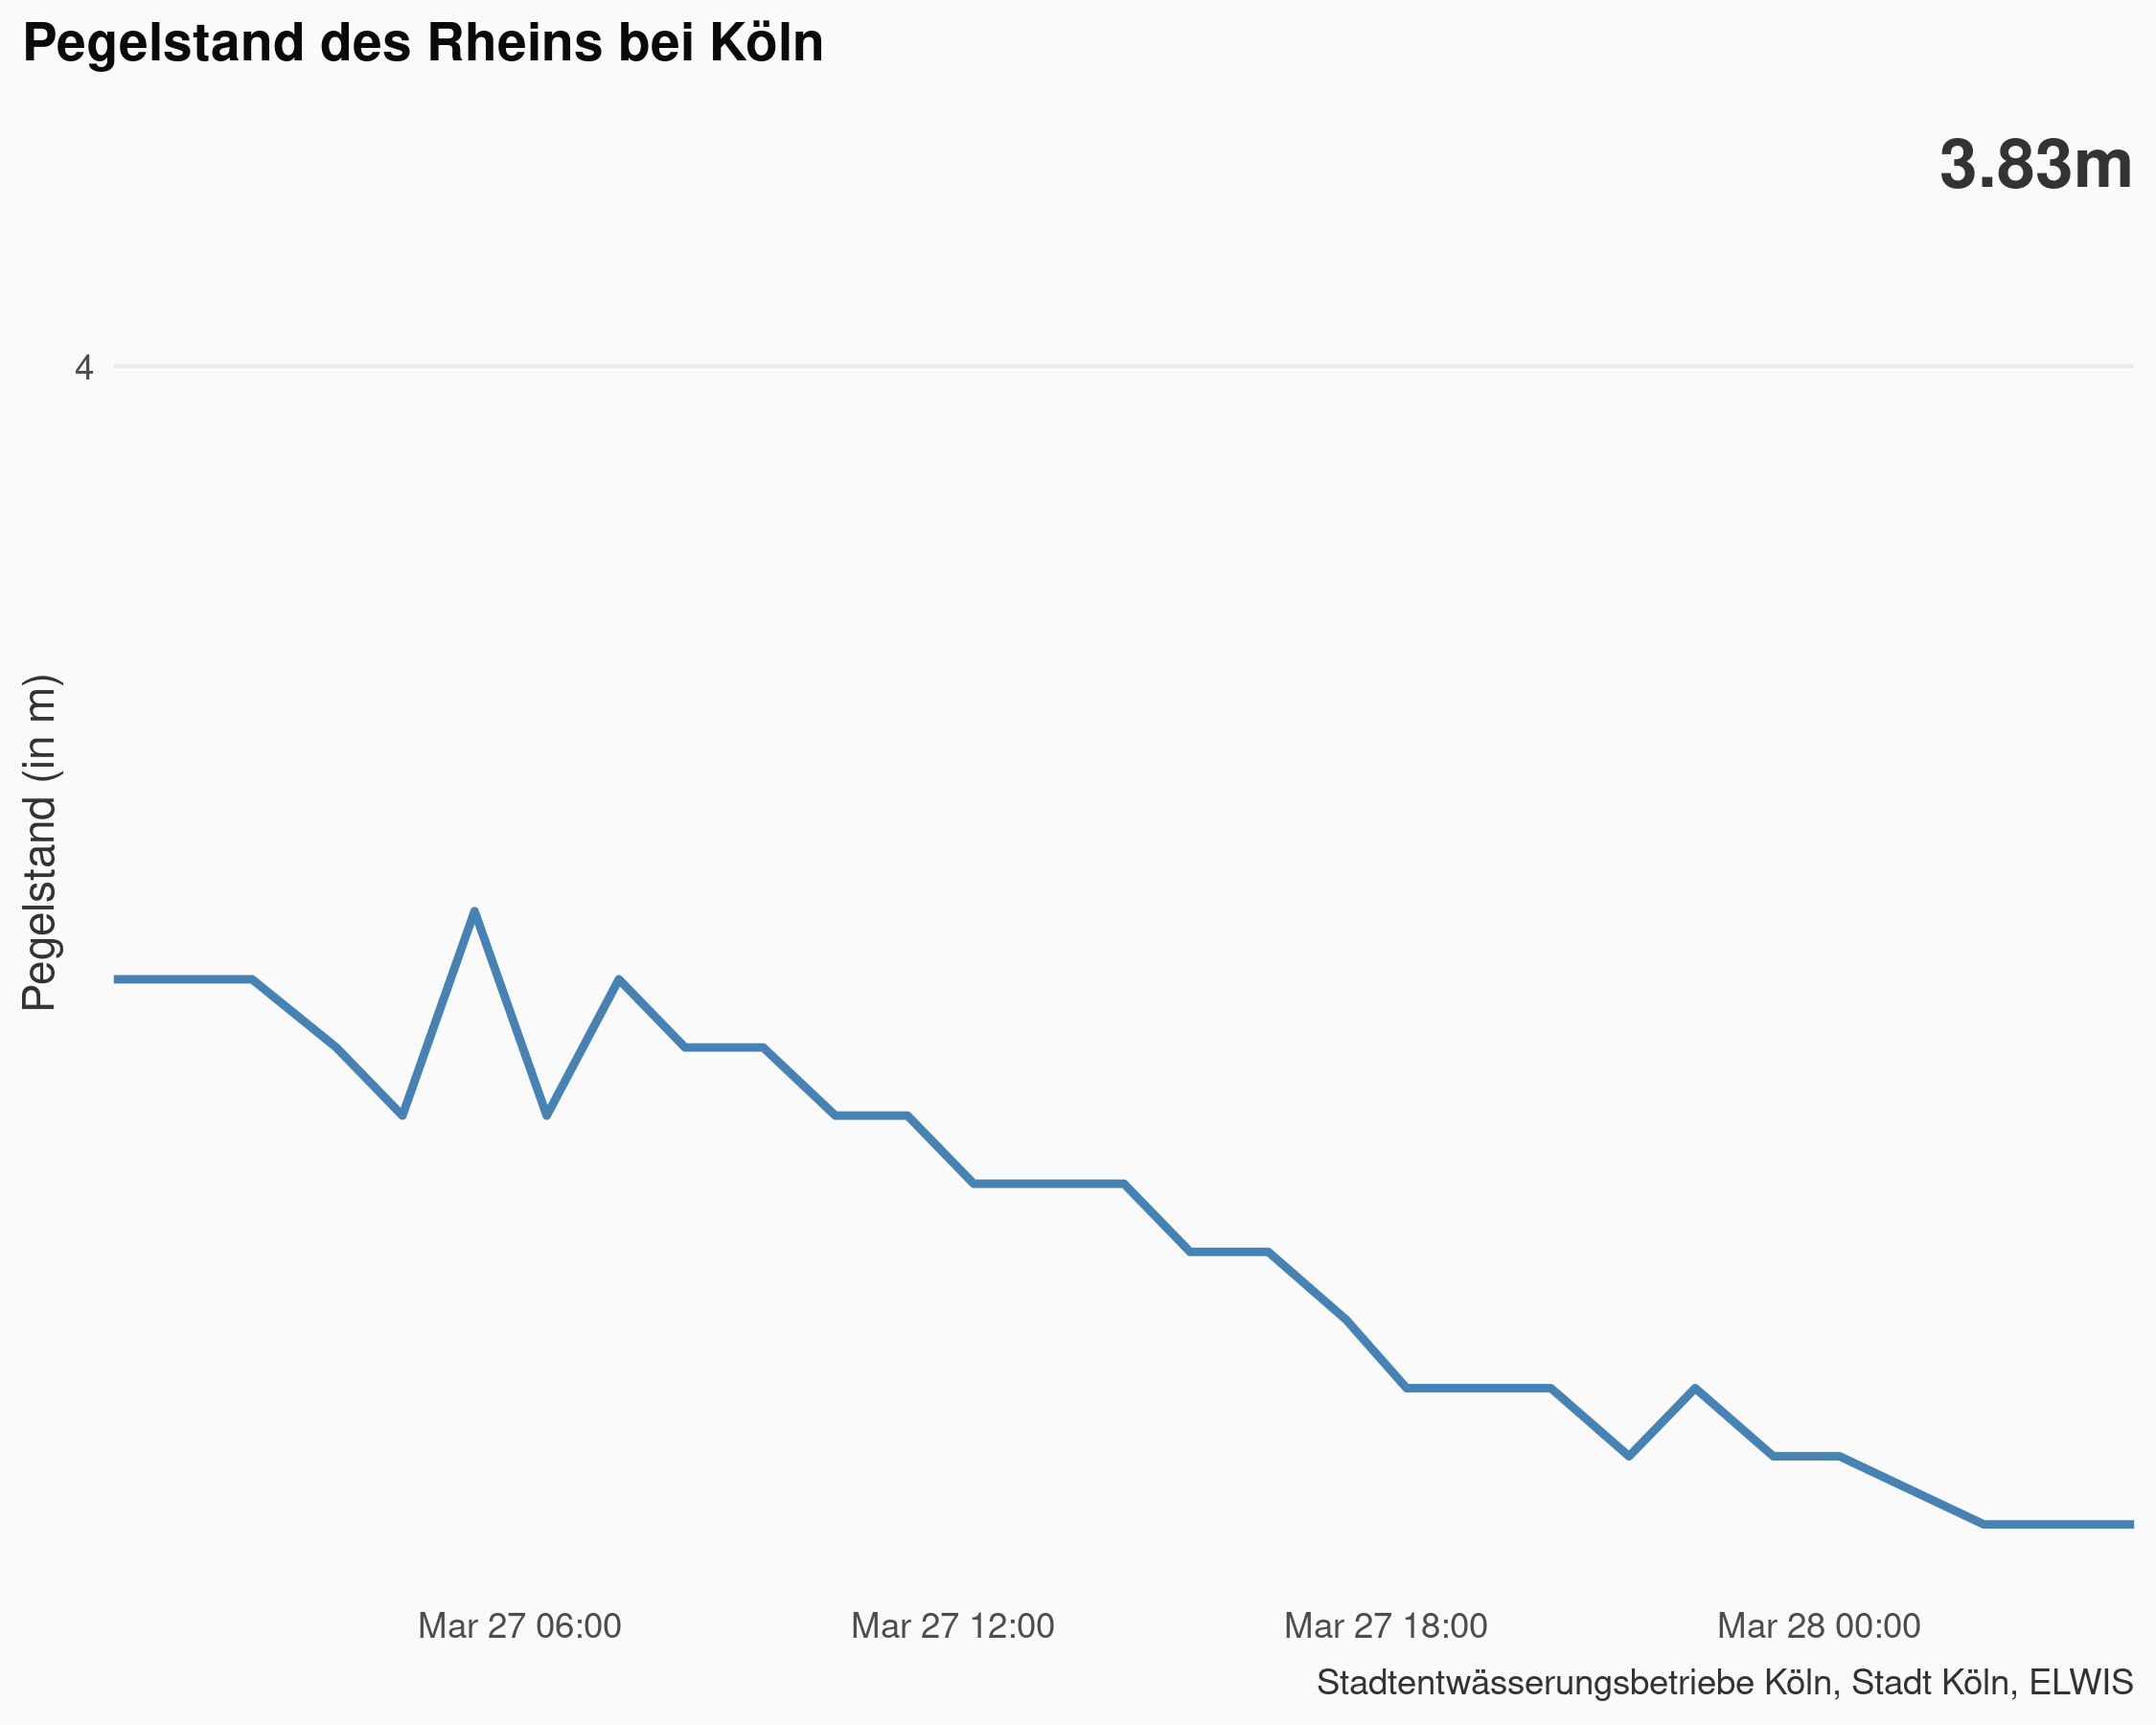 Pegelstand des Rheins bei Köln
3.83m
4
Pegelstand (in m)
Mar 27 06:00
Mar 27 12:00
Mar 27 18:00
Mar 28 00:00
Stadtentwässerungsbetriebe Köln, Stadt Köln, ELWIS